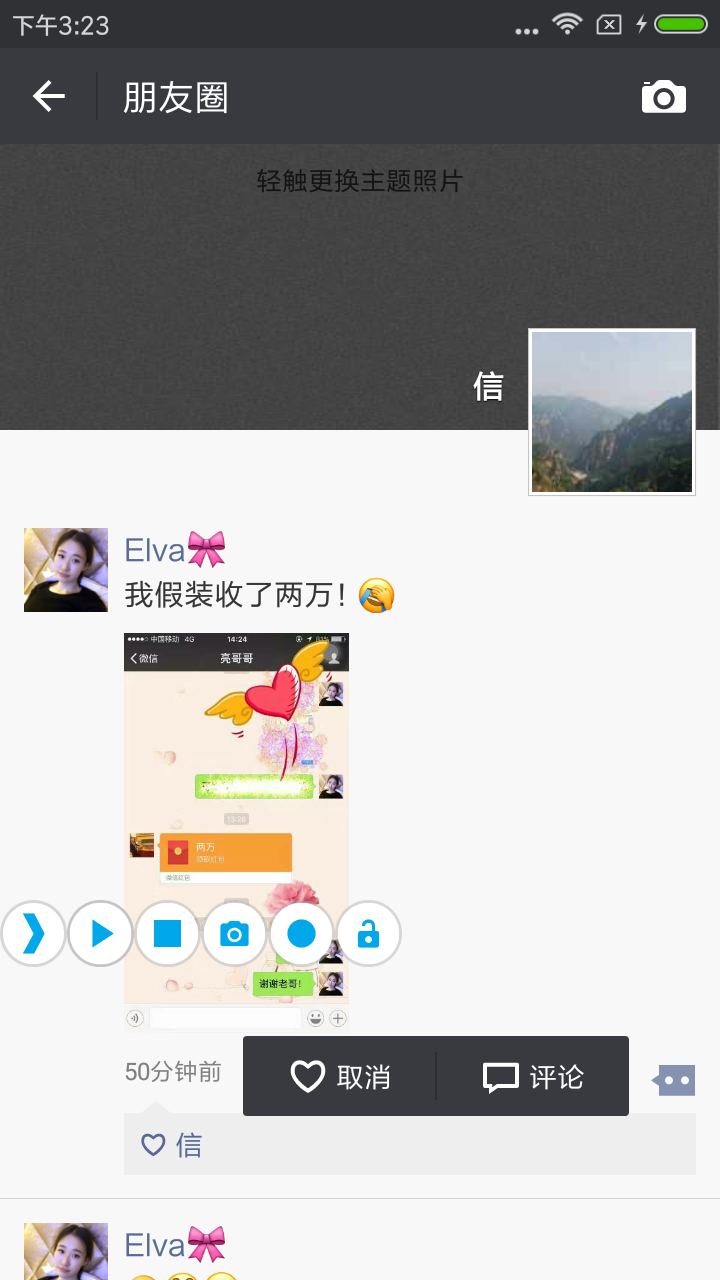 下午3:23
朋友圈
轻触更换主题照片
信
Elva
我假装收了两万！
中国移动 4G 14:24
微信 亮哥哥
13:26
两万
领取红包
微信红包
谢谢老哥！
50分钟前
取消 评论
信
Elva